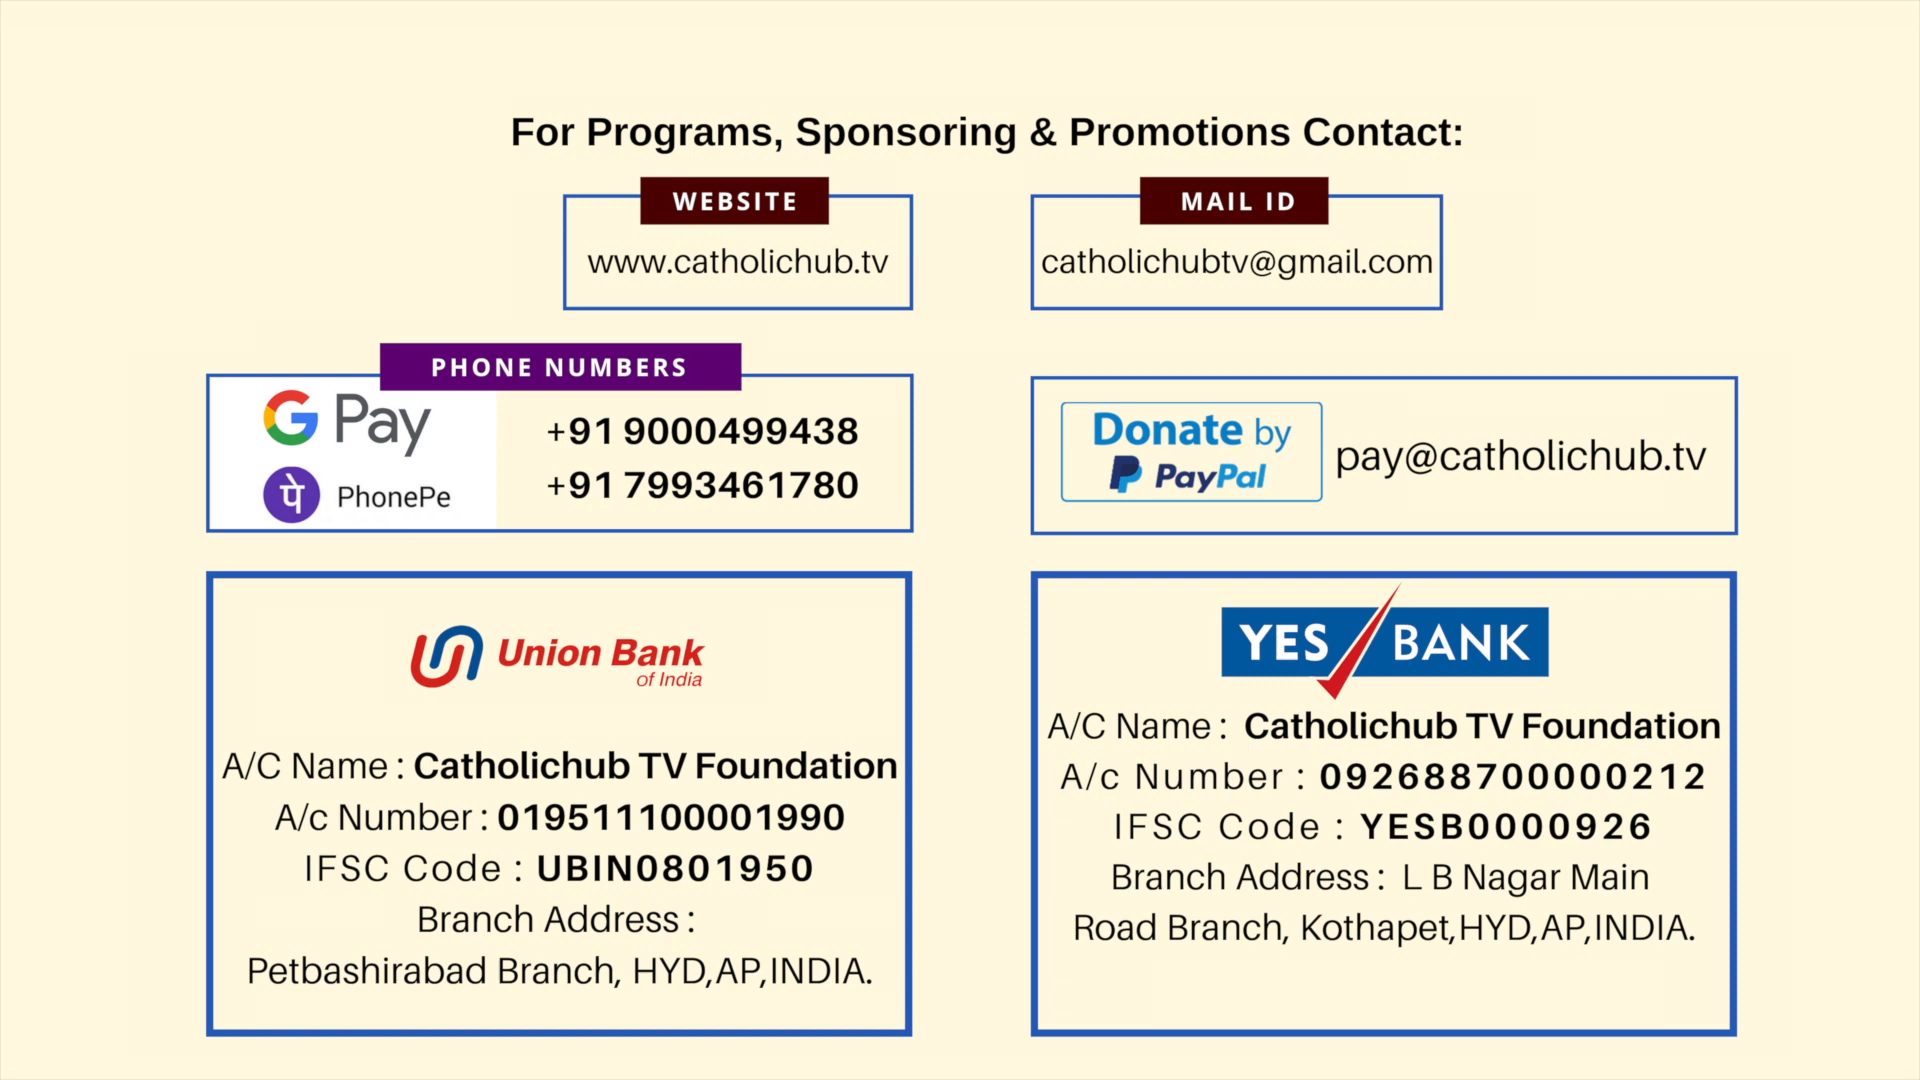 For Programs, Sponsoring & Promotions Contact:
WEBSITE
www.catholichub.tv
MAIL ID
catholichubtv@gmail.com
PHONE NUMBERS
G Pay
पे PhonePe
+91 9000499438
+91 7993461780
Donate by
PayPal
pay@catholichub.tv
Union Bank
of India
A/C Name : Catholichub TV Foundation
A/c Number : 019511100001990
IFSC Code : UBIN0801950
Branch Address :
Petbashirabad Branch, HYD,AP,INDIA.
YES BANK
A/C Name : Catholichub TV Foundation
A/c Number : 092688700000212
IFSC Code : YESB0000926
Branch Address : L B Nagar Main
Road Branch, Kothapet,HYD,AP,INDIA.